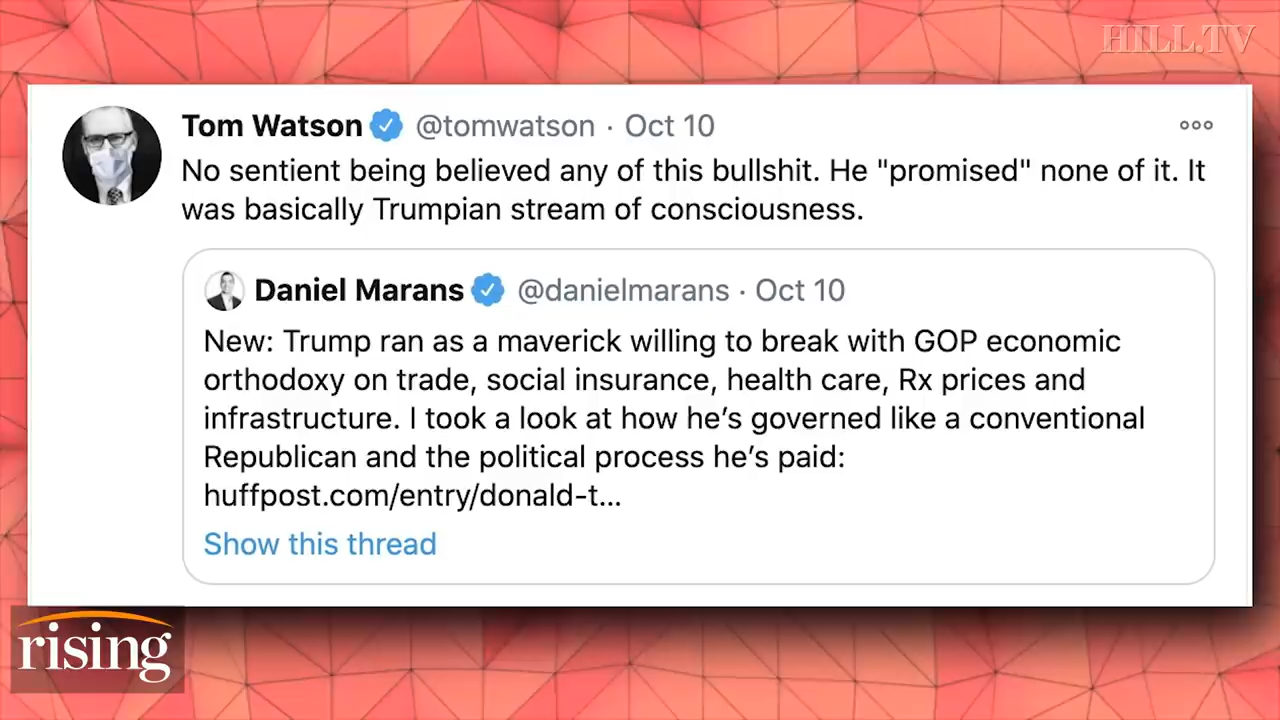 HILL.TV
Tom Watson @tomwatson · Oct 10
No sentient being believed any of this bullshit. He "promised" none of it. It
was basically Trumpian stream of consciousness.
Daniel Marans @danielmarans · Oct 10
New: Trump ran as a maverick willing to break with GOP economic
orthodoxy on trade, social insurance, health care, Rx prices and
infrastructure. I took a look at how he’s governed like a conventional
Republican and the political process he’s paid:
huffpost.com/entry/donald-t...
Show this thread
rising